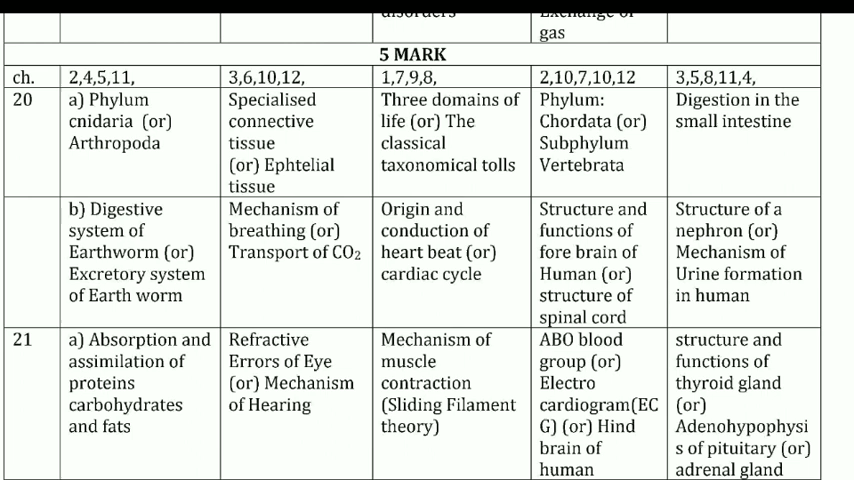 disorders
Exchange of
gas
5 MARK
ch.
2,4,5,11,
3,6,10,12,
1,7,9,8,
2,10,7,10,12
3,5,8,11,4,
20
a) Phylum
cnidaria (or)
Arthropoda
Specialised
connective
tissue
(or) Ephtelial
tissue
Three domains of
life (or) The
classical
taxonomical tolls
Phylum:
Chordata (or)
Subphylum
Vertebrata
Digestion in the
small intestine
b) Digestive
system of
Earthworm (or)
Excretory system
of Earth worm
Mechanism of
breathing (or)
Transport of CO₂
Origin and
conduction of
heart beat (or)
cardiac cycle
Structure and
functions of
fore brain of
Human (or)
structure of
spinal cord
Structure of a
nephron (or)
Mechanism of
Urine formation
in human
21
a) Absorption and
assimilation of
proteins
carbohydrates
and fats
Refractive
Errors of Eye
(or) Mechanism
of Hearing
Mechanism of
muscle
contraction
(Sliding Filament
theory)
ABO blood
group (or)
Electro
cardiogram(EC
G) (or) Hind
brain of
human
structure and
functions of
thyroid gland
(or)
Adenohypophysi
s of pituitary (or)
adrenal gland